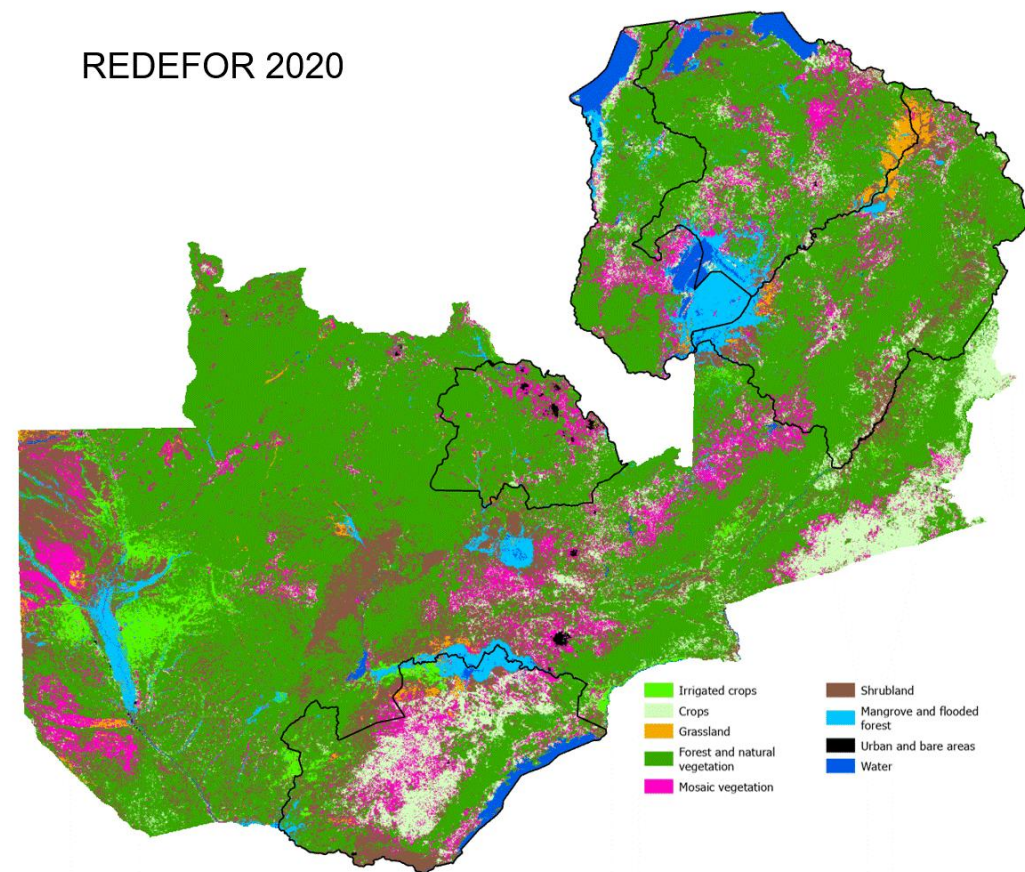 REDEFOR 2020
Irrigated crops
Crops
Grassland
Forest and natural
vegetation
Mosaic vegetation
Shrubland
Mangrove and flooded
forest
Urban and bare areas
Water